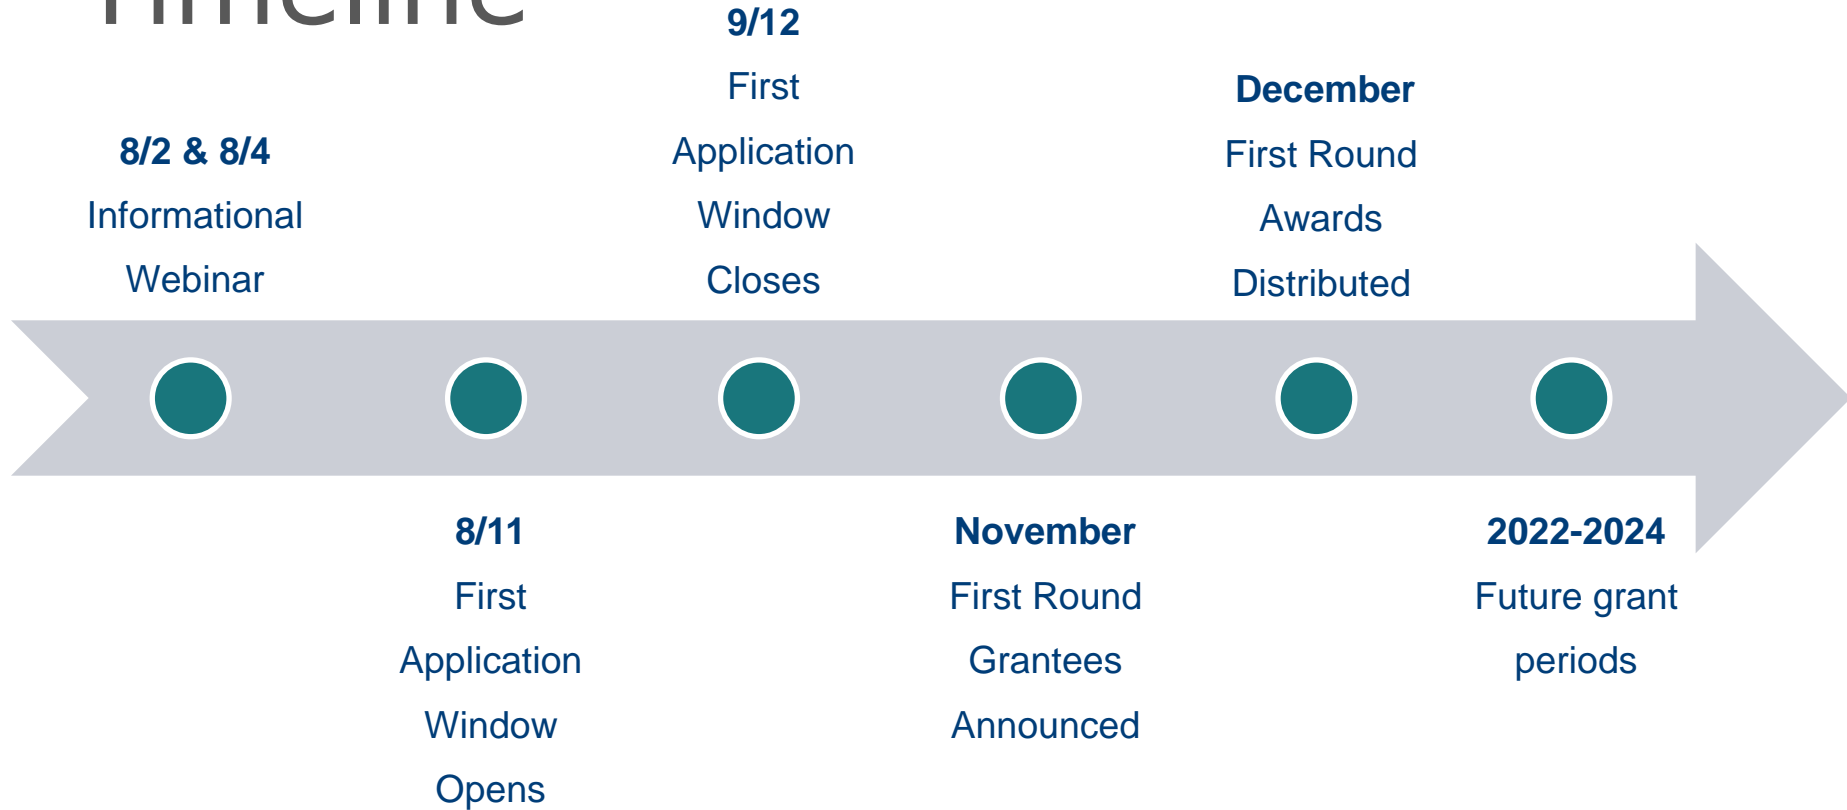 Timeline
8/2 & 8/4
Informational
Webinar
9/12
First
Application
Window
Closes
December
First Round
Awards
Distributed
8/11
First
Application
Window
Opens
November
First Round
Grantees
Announced
2022-2024
Future grant
periods